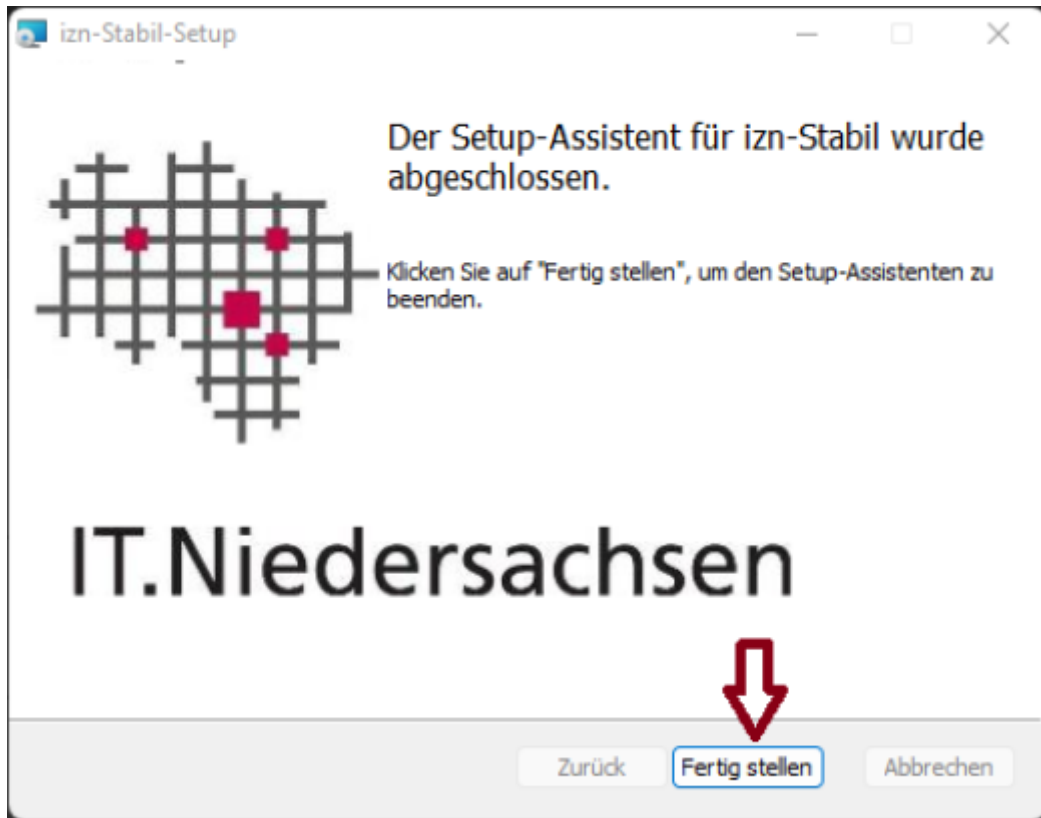 izn-Stabil-Setup
Der Setup-Assistent für izn-Stabil wurde
abgeschlossen.
Klicken Sie auf "Fertig stellen", um den Setup-Assistenten zu
beenden.
IT.Niedersachsen
Zurück Fertig stellen Abbrechen